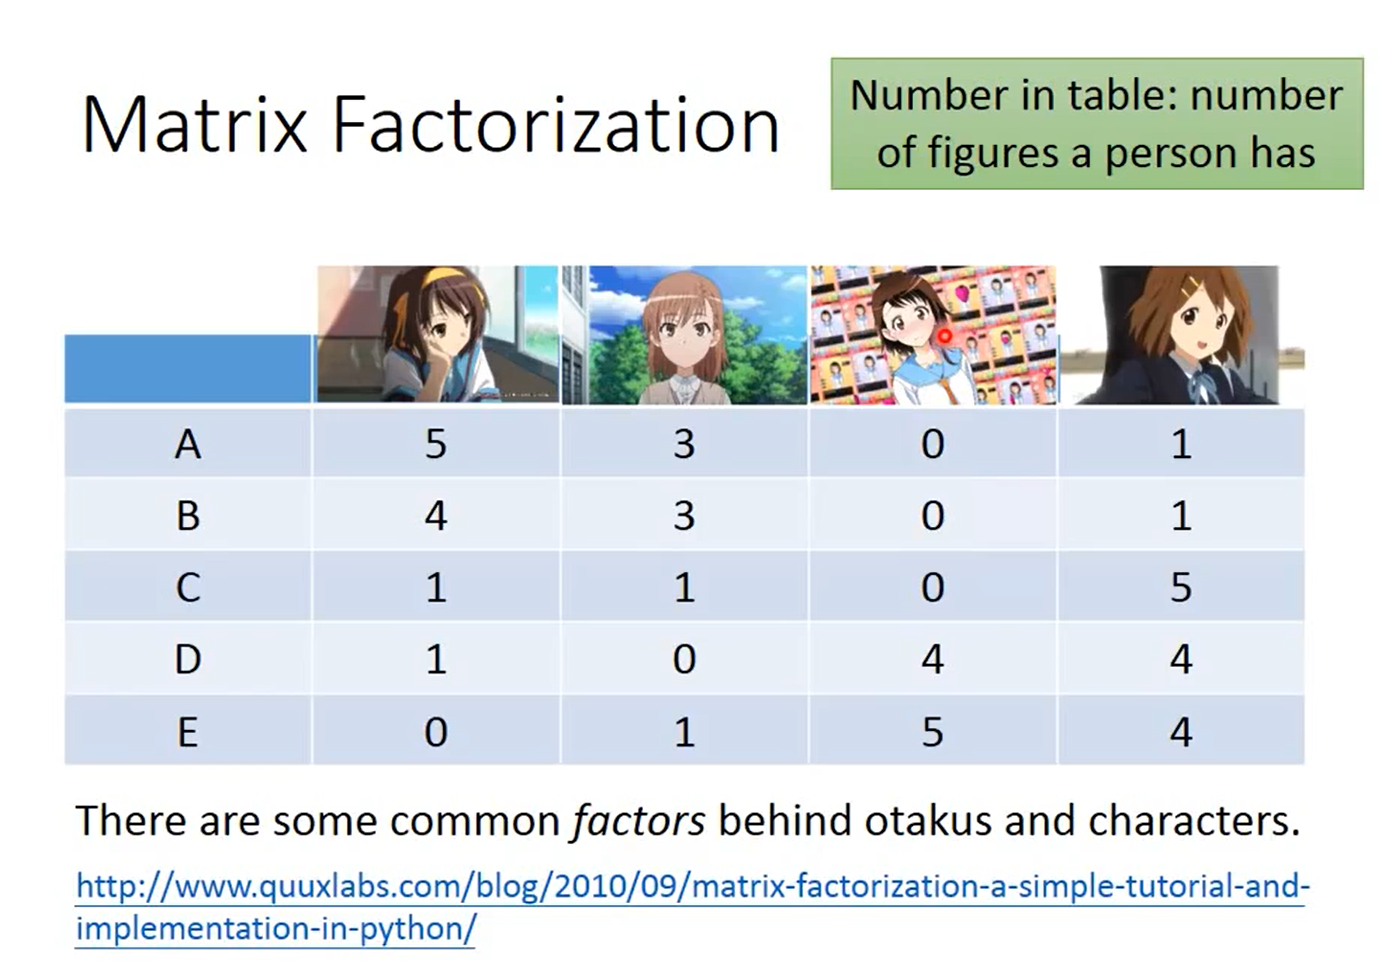 Matrix Factorization
Number in table: number
of figures a person has
A 5 3 0 1
B 4 3 0 1
C 1 1 0 5
D 1 0 4 4
E 0 1 5 4
There are some common factors behind otakus and characters.
http://www.quuxlabs.com/blog/2010/09/matrix-factorization-a-simple-tutorial-and-
implementation-in-python/